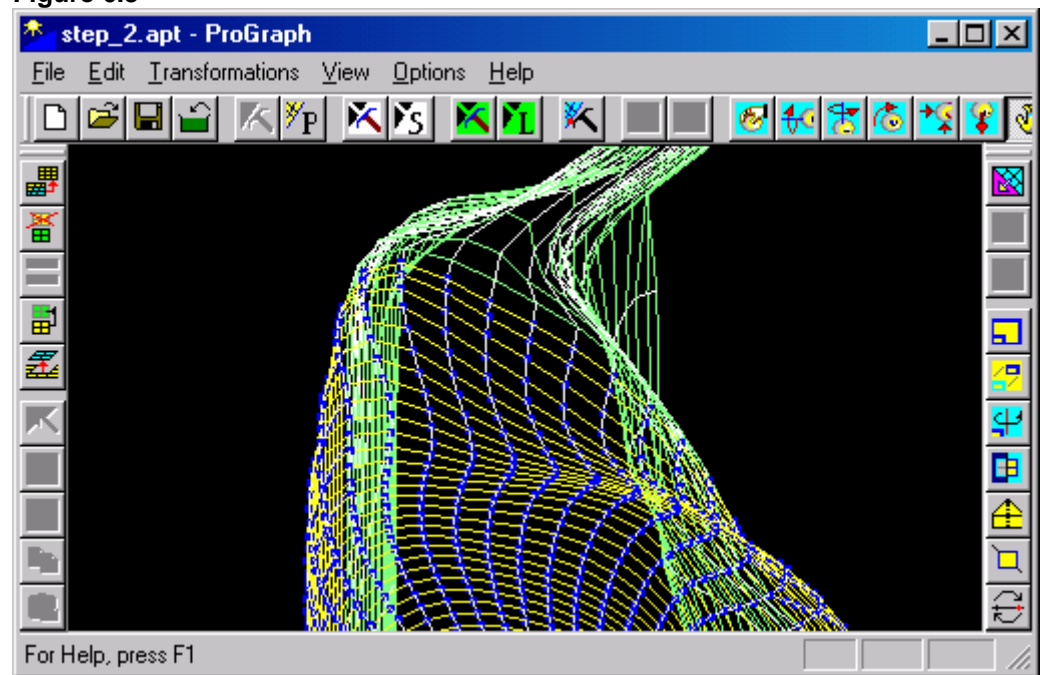 step_2.apt - ProGraph
File Edit Transformations View Options Help
P S L
For Help, press F1